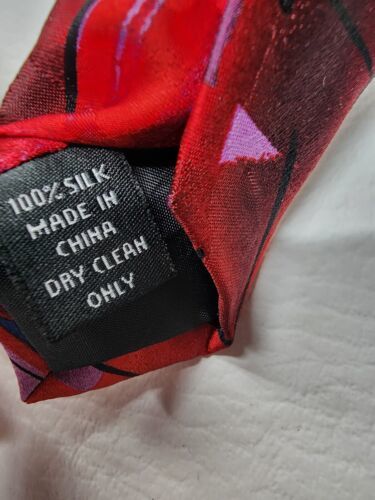 100% SILK
MADE IN
CHINA
DRY CLEAN
ONLY